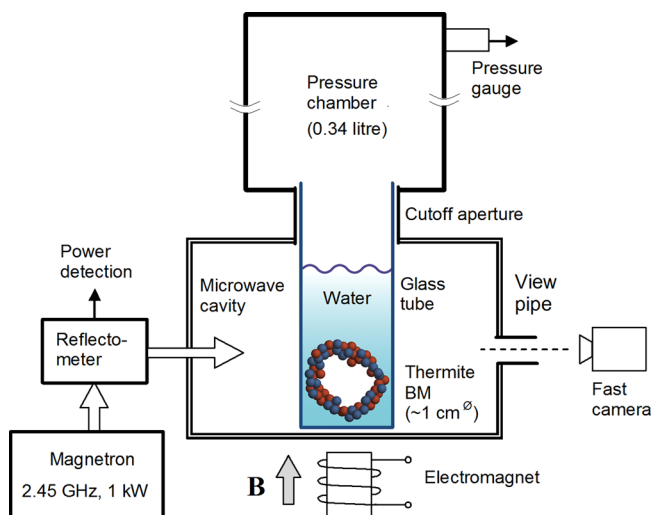 Pressure
chamber
(0.34 litre)
Pressure
gauge
Cutoff aperture
Power
detection
Microwave
cavity
Water
Glass
tube
View
pipe
Reflecto-
meter
Thermite
BM
(~1 cm ø)
Fast
camera
Magnetron
2.45 GHz, 1 kW
B
Electromagnet